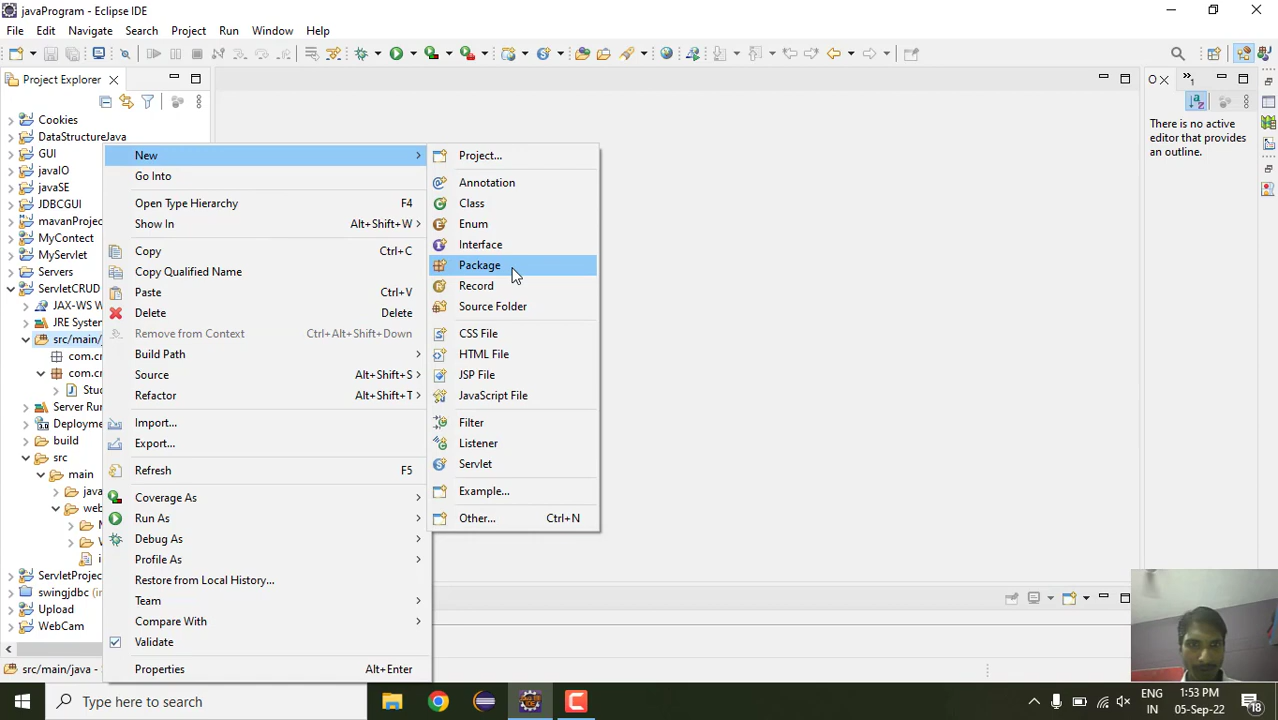 javaProgram - Eclipse IDE
File Edit Navigate Search Project Run Window Help
Project Explorer
Cookies
DataStructureJava
GUI
javaIO
javaSE
JDBCGUI
mavanProjec
MyContect
MyServlet
Servers
ServletCRUD
JAX-WS W
JRE System
src/main/j
com.cr
com.cr
Stud
Server Run
Deployme
build
src
main
java
web
M
W
i
ServletProjec
swingjdbc (in
Upload
WebCam
New
Go Into
Open Type Hierarchy F4
Show In Alt+Shift+W
Copy Ctrl+C
Copy Qualified Name
Paste Ctrl+V
Delete Delete
Remove from Context Ctrl+Alt+Shift+Down
Build Path
Source Alt+Shift+S
Refactor Alt+Shift+T
Import...
Export...
Refresh F5
Coverage As
Run As
Debug As
Profile As
Restore from Local History...
Team
Compare With
Validate
Properties Alt+Enter
Project...
Annotation
Class
Enum
Interface
Package
Record
Source Folder
CSS File
HTML File
JSP File
JavaScript File
Filter
Listener
Servlet
Example...
Other... Ctrl+N
O
1
There is no active
editor that provides
an outline.
src/main/java -
Type here to search
ENG
IN
1:53 PM
05-Sep-22
18